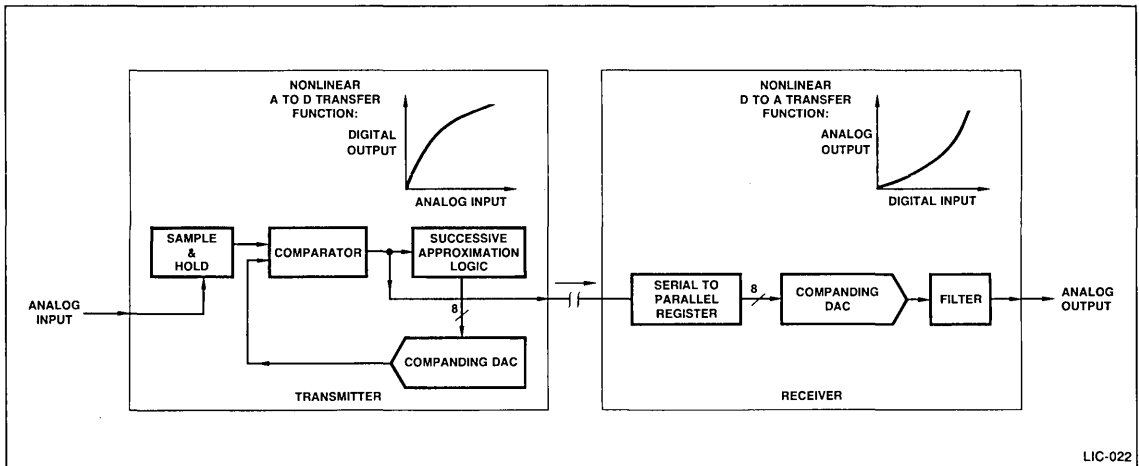 NONLINEAR
A TO D TRANSFER
FUNCTION:
DIGITAL
OUTPUT
ANALOG INPUT
SAMPLE
&
HOLD
COMPARATOR
SUCCESSIVE
APPROXIMATION
LOGIC
ANALOG
INPUT
8
COMPANDING DAC
TRANSMITTER
NONLINEAR
D TO A TRANSFER
FUNCTION:
ANALOG
OUTPUT
DIGITAL INPUT
SERIAL TO
PARALLEL
REGISTER
8
COMPANDING
DAC
FILTER
ANALOG
OUTPUT
RECEIVER
LIC-022